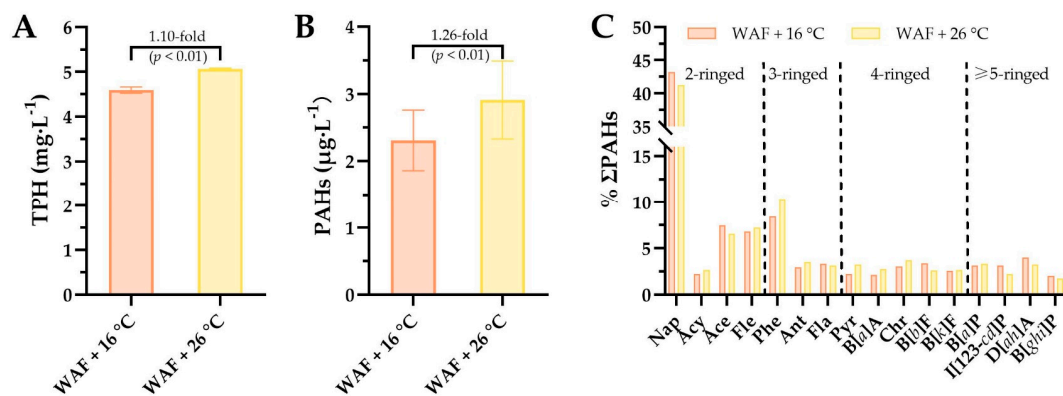 A
TPH (mg·L⁻¹)
6
5
4
3
2
1
0
1.10-fold
(p < 0.01)
WAF + 16 °C
WAF + 26 °C
B
PAHs (μg·L⁻¹)
4
3
2
1
0
1.26-fold
(p < 0.01)
WAF + 16 °C
WAF + 26 °C
C
% ΣPAHs
50
45
40
35
15
10
5
0
WAF + 16 °C
WAF + 26 °C
2-ringed
3-ringed
4-ringed
≥5-ringed
Nap
Acy
Ace
Fle
Phe
Ant
Fla
Pyr
B[a]A
Chr
B[b]F
B[k]F
B[a]P
I[123-cd]P
D[ah]A
B[ghi]P